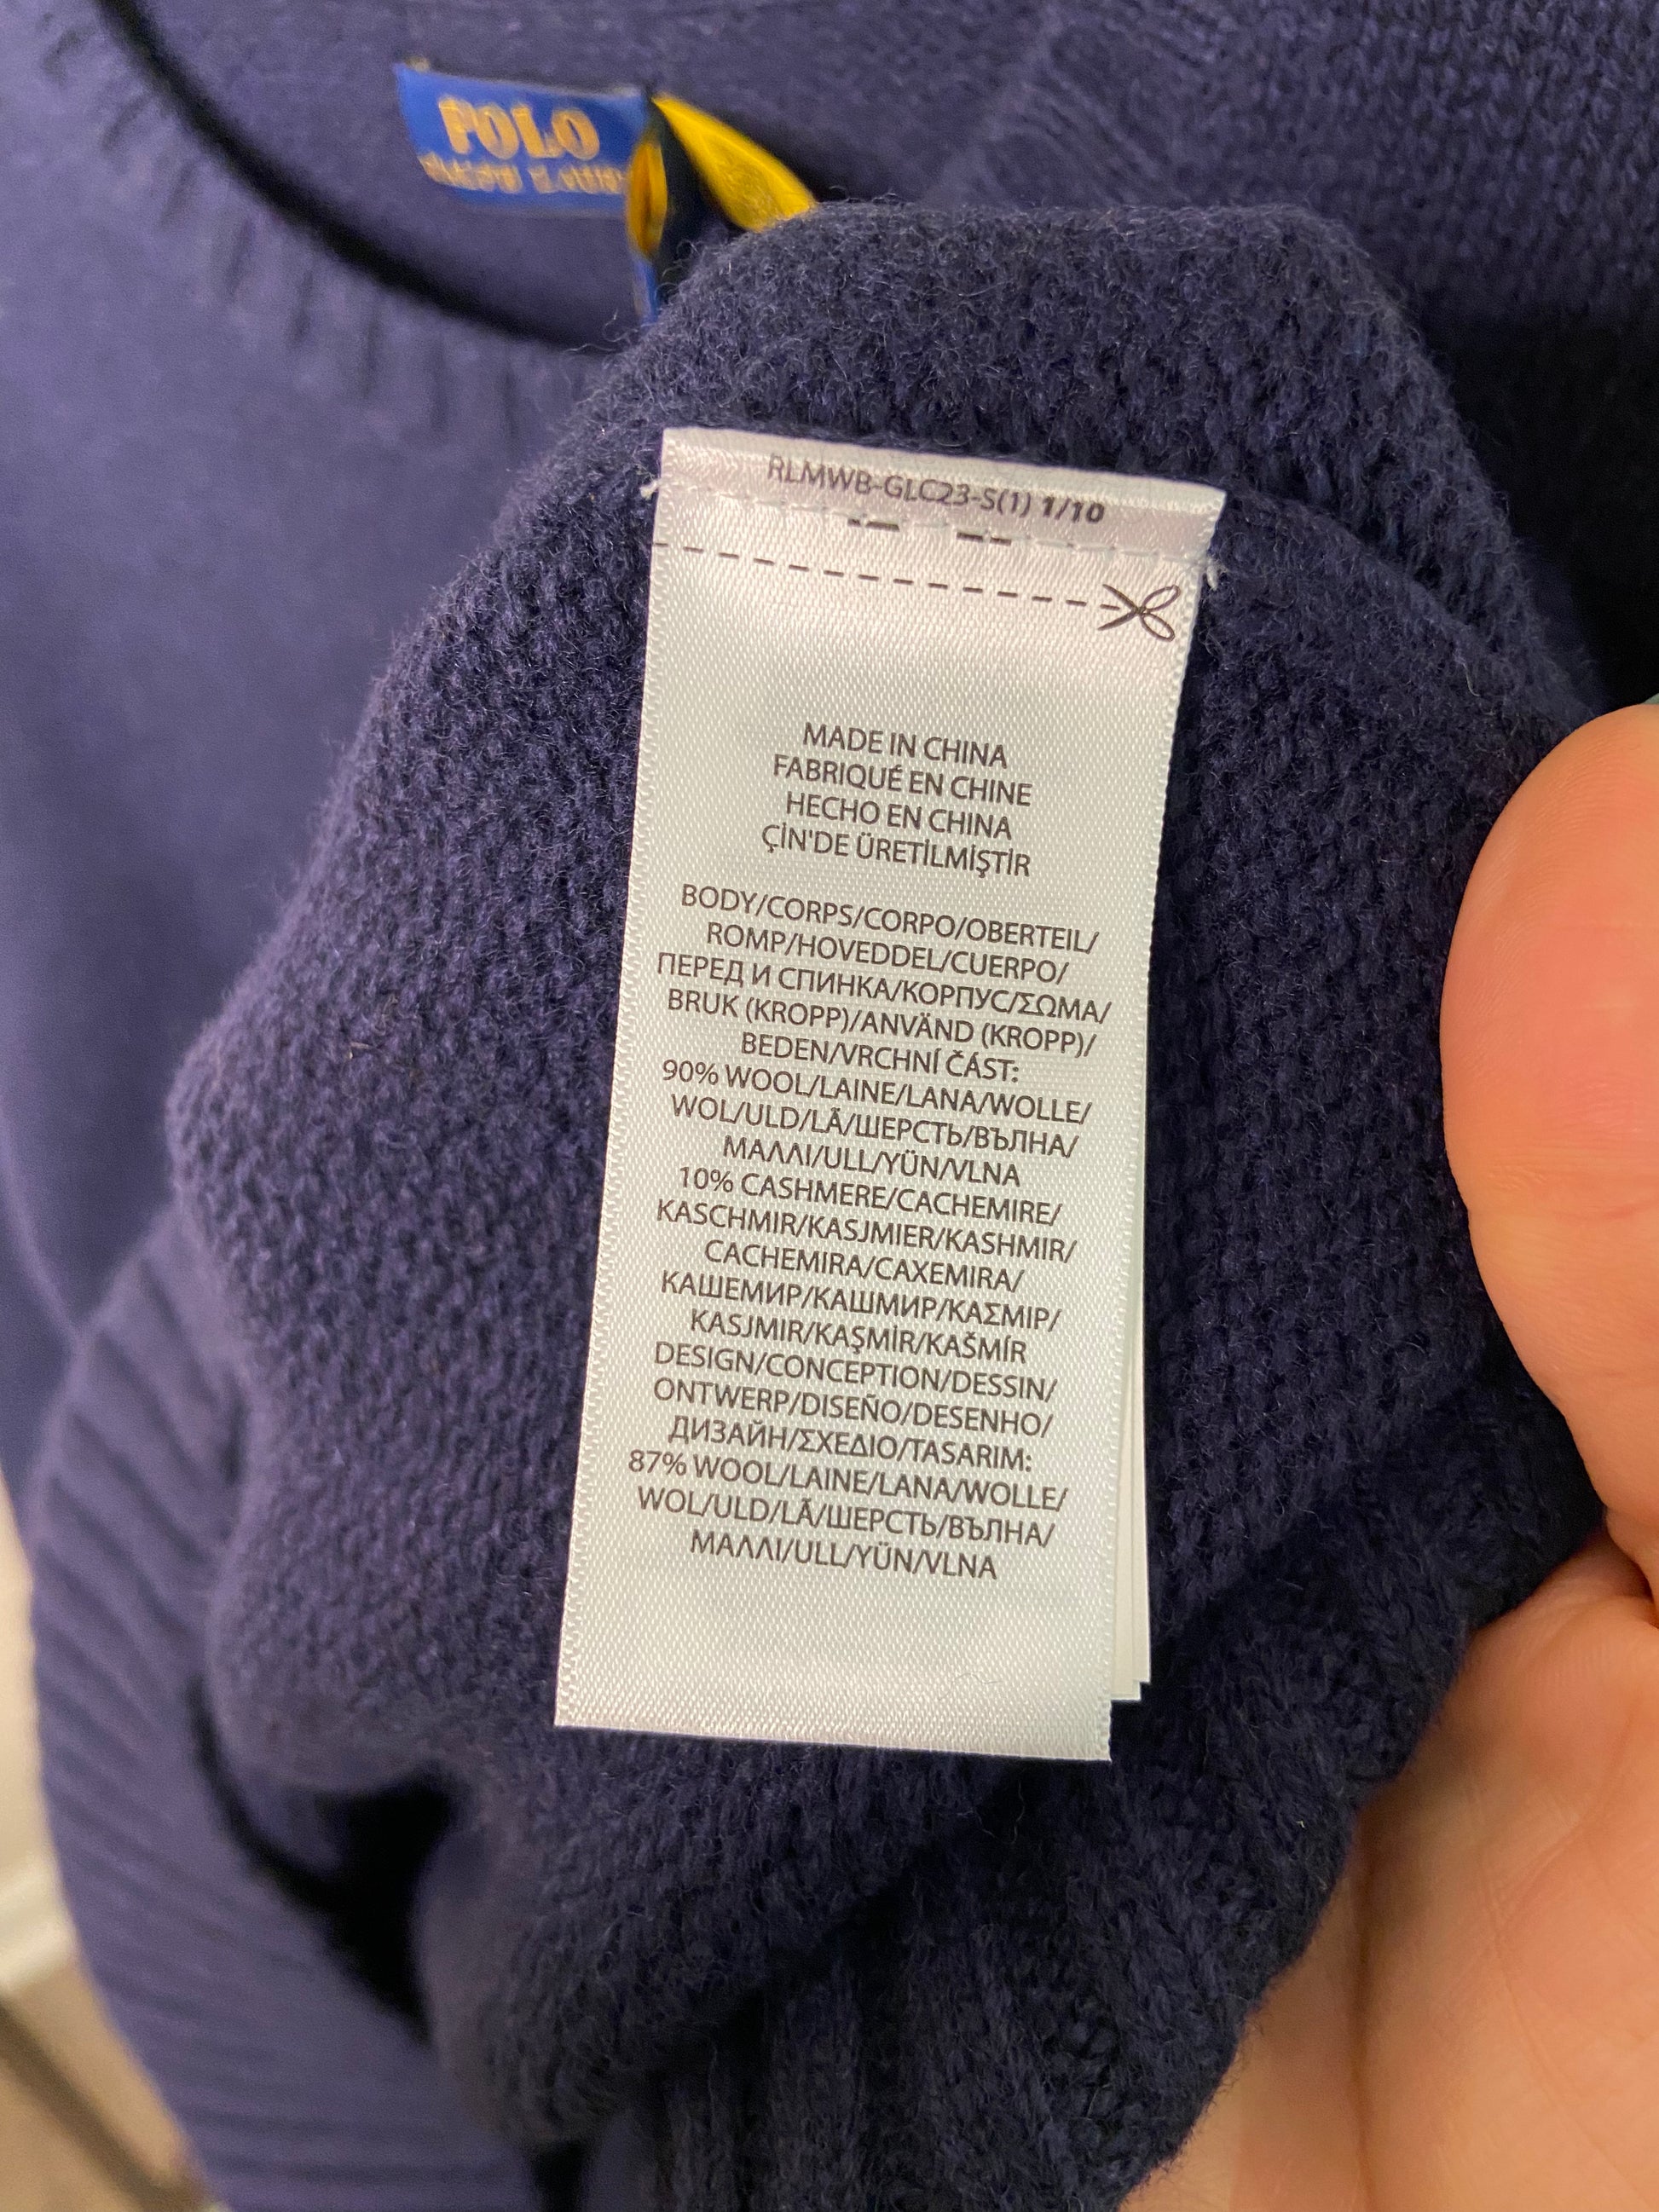 POLO
RALPH LAUREN
RLMWB-GLC23-S(1) 1/10
MADE IN CHINA
FABRIQUÉ EN CHINE
HECHO EN CHINA
ÇİN'DE ÜRETİLMİŞTİR
BODY/CORPS/CORPO/OBERTEIL/
ROMP/HOVEDDEL/CUERPO/
ПЕРЕД И СПИНКА/КОРПУС/ΣΩΜΑ/
BRUK (KROPP)/ANVÄND (KROPP)/
BEDEN/VRCHNÍ ČÁST:
90% WOOL/LAINE/LANA/WOLLE/
WOL/ULD/LÃ/ШЕРСТЬ/ВЪЛНА/
ΜΑΛΛΙ/ULL/YÜN/VLNA
10% CASHMERE/CACHEMIRE/
KASCHMIR/KASJMIER/KASHMIR/
CACHEMIRA/CAXEMIRA/
КАШЕМИР/КАШМИР/ΚΑΣΜΙΡ/
KASJMIR/KAŞMİR/KAŠMÍR
DESIGN/CONCEPTION/DESSIN/
ONTWERP/DISEÑO/DESENHO/
ДИЗАЙН/ΣΧΕΔΙΟ/TASARIM:
87% WOOL/LAINE/LANA/WOLLE/
WOL/ULD/LÃ/ШЕРСТЬ/ВЪЛНА/
ΜΑΛΛΙ/ULL/YÜN/VLNA